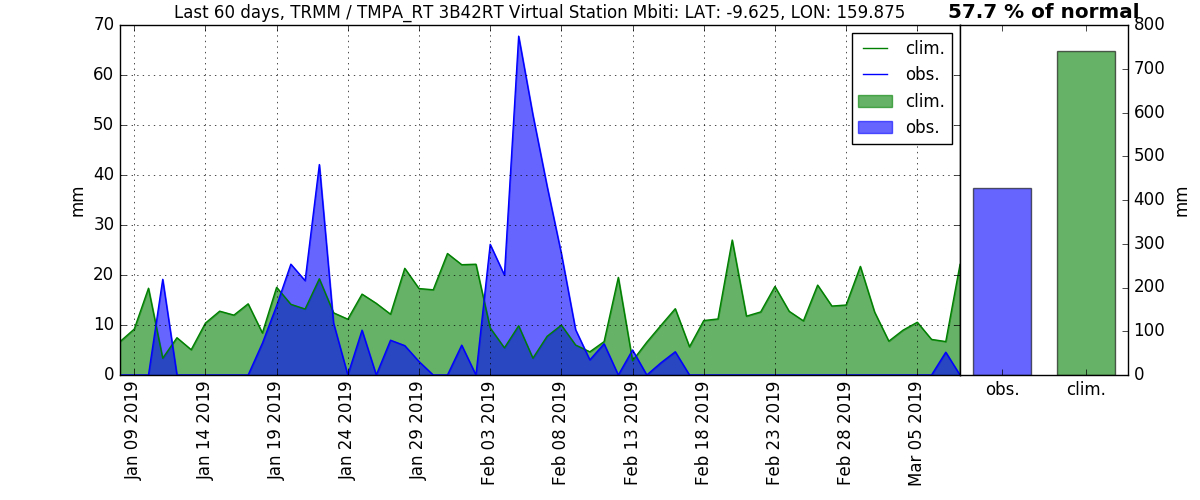 Last 60 days, TRMM / TMPA_RT 3B42RT Virtual Station Mbiti: LAT: -9.625, LON: 159.875
57.7 % of normal
70
60
50
40
30
20
10
0
mm
clim.
obs.
clim.
obs.
Jan 09 2019
Jan 14 2019
Jan 19 2019
Jan 24 2019
Jan 29 2019
Feb 03 2019
Feb 08 2019
Feb 13 2019
Feb 18 2019
Feb 23 2019
Feb 28 2019
Mar 05 2019
800
700
600
500
400
300
200
100
0
mm
obs.
clim.